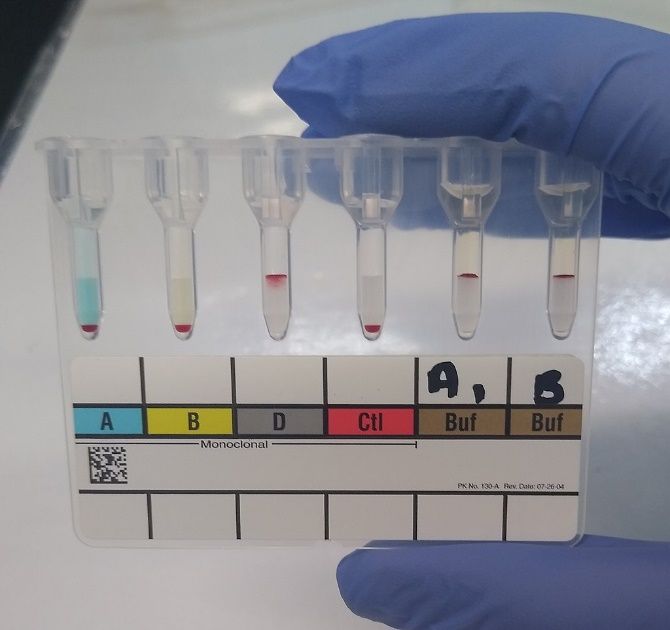 A, B
A B D Ctl Buf Buf
Monoclonal
PK No. 130-A Rev. Date: 07-26-04